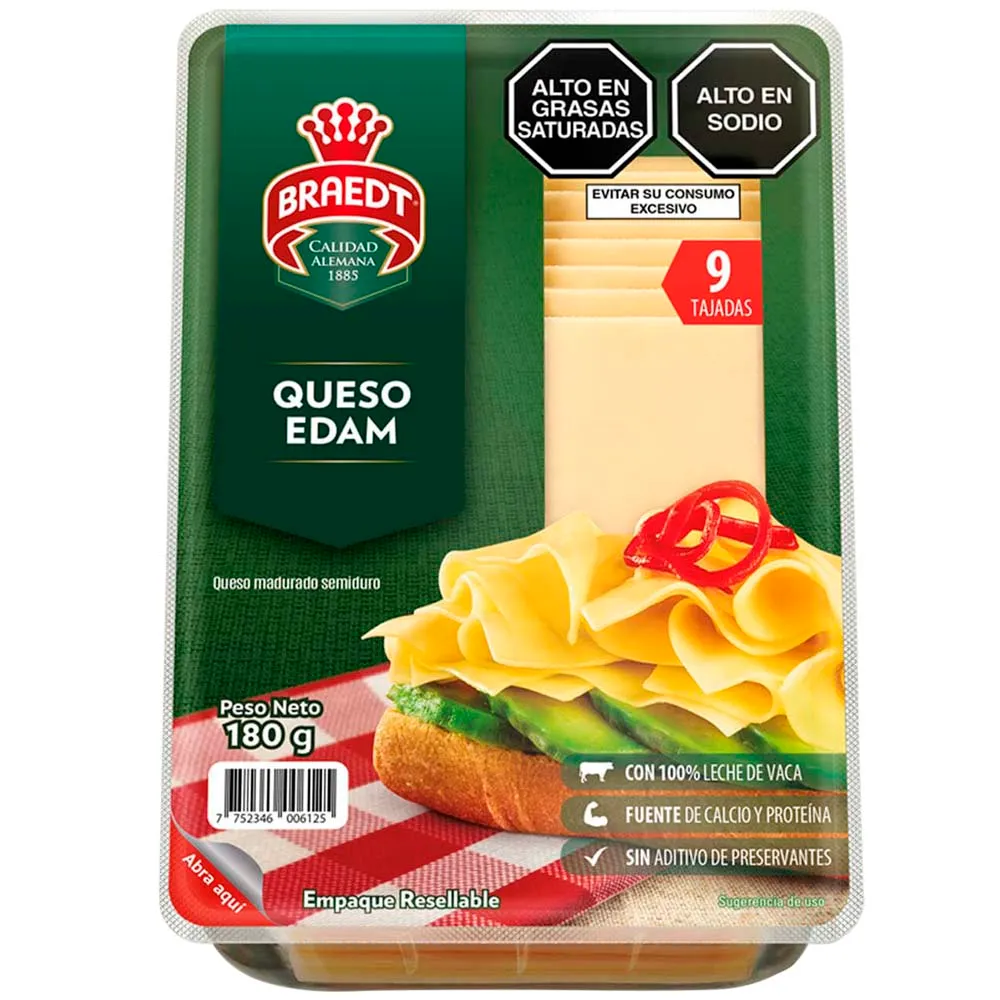 ALTO EN
GRASAS
SATURADAS
ALTO EN
SODIO
EVITAR SU CONSUMO
EXCESIVO
BRAEDT®
CALIDAD
ALEMANA
1885
9
TAJADAS
QUESO
EDAM
Queso madurado semiduro
Peso Neto
180 g
7 752346 006125
CON 100% LECHE DE VACA
FUENTE DE CALCIO Y PROTEÍNA
SIN ADITIVO DE PRESERVANTES
Abra aquí
Empaque Resellable
Sugerencia de uso